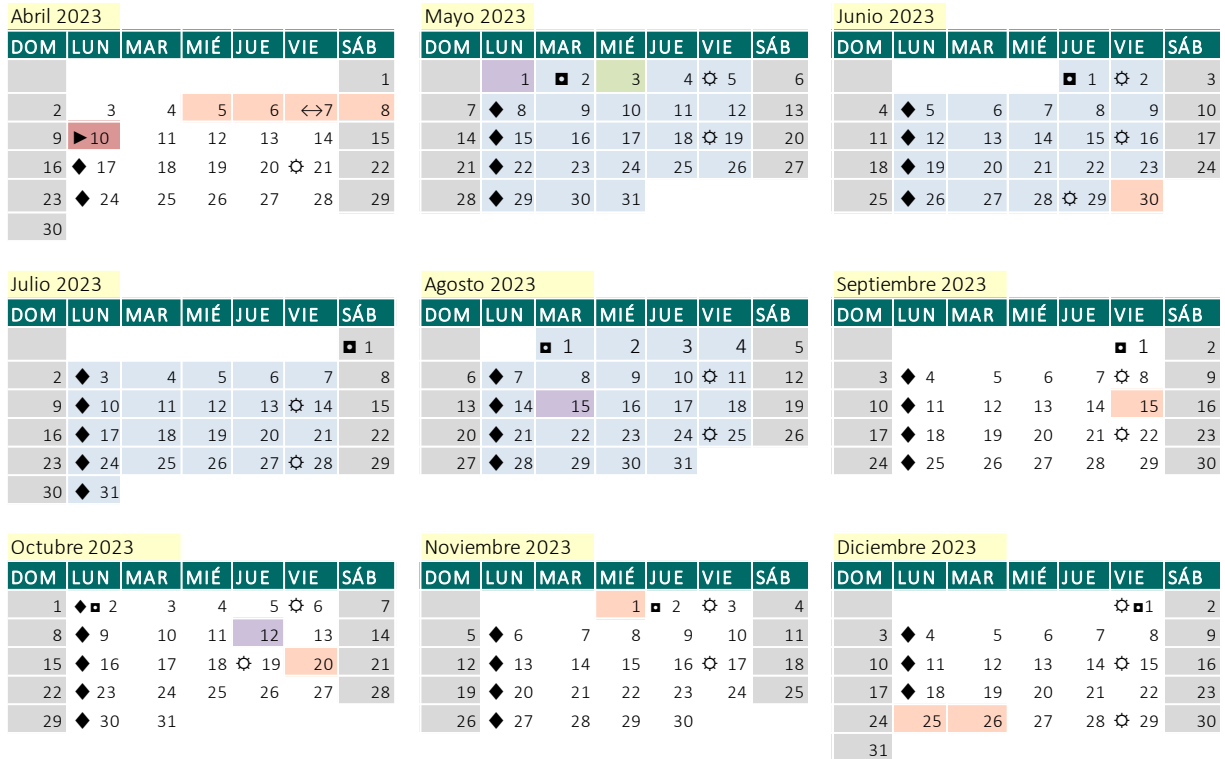 Abril 2023
DOM LUN MAR MIÉ JUE VIE SÁB
1
2 3 4 5 6 ↔7 8
9 ►10 11 12 13 14 15
16 ◆ 17 18 19 20 ☼ 21 22
23 ◆ 24 25 26 27 28 29
30
Mayo 2023
DOM LUN MAR MIÉ JUE VIE SÁB
1 ◘ 2 3 4 ☼ 5 6
7 ◆ 8 9 10 11 12 13
14 ◆ 15 16 17 18 ☼ 19 20
21 ◆ 22 23 24 25 26 27
28 ◆ 29 30 31
Junio 2023
DOM LUN MAR MIÉ JUE VIE SÁB
◘ 1 ☼ 2 3
4 ◆ 5 6 7 8 9 10
11 ◆ 12 13 14 15 ☼ 16 17
18 ◆ 19 20 21 22 23 24
25 ◆ 26 27 28 ☼ 29 30
Julio 2023
DOM LUN MAR MIÉ JUE VIE SÁB
◘ 1
2 ◆ 3 4 5 6 7 8
9 ◆ 10 11 12 13 ☼ 14 15
16 ◆ 17 18 19 20 21 22
23 ◆ 24 25 26 27 ☼ 28 29
30 ◆ 31
Agosto 2023
DOM LUN MAR MIÉ JUE VIE SÁB
◘ 1 2 3 4 5
6 ◆ 7 8 9 10 ☼ 11 12
13 ◆ 14 15 16 17 18 19
20 ◆ 21 22 23 24 ☼ 25 26
27 ◆ 28 29 30 31
Septiembre 2023
DOM LUN MAR MIÉ JUE VIE SÁB
◘ 1 2
3 ◆ 4 5 6 7 ☼ 8 9
10 ◆ 11 12 13 14 15 16
17 ◆ 18 19 20 21 ☼ 22 23
24 ◆ 25 26 27 28 29 30
Octubre 2023
DOM LUN MAR MIÉ JUE VIE SÁB
1 ◆◘ 2 3 4 5 ☼ 6 7
8 ◆ 9 10 11 12 13 14
15 ◆ 16 17 18 ☼ 19 20 21
22 ◆ 23 24 25 26 27 28
29 ◆ 30 31
Noviembre 2023
DOM LUN MAR MIÉ JUE VIE SÁB
1 ◘ 2 ☼ 3 4
5 ◆ 6 7 8 9 10 11
12 ◆ 13 14 15 16 ☼ 17 18
19 ◆ 20 21 22 23 24 25
26 ◆ 27 28 29 30
Diciembre 2023
DOM LUN MAR MIÉ JUE VIE SÁB
☼◘1 2
3 ◆ 4 5 6 7 8 9
10 ◆ 11 12 13 14 ☼ 15 16
17 ◆ 18 19 20 21 22 23
24 25 26 27 28 ☼ 29 30
31